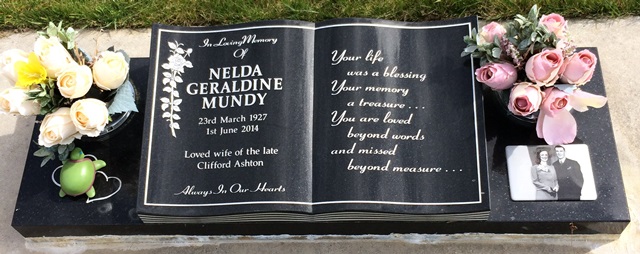 In Loving Memory
Of
NELDA
GERALDINE
MUNDY
23rd March 1927
1st June 2014
Loved wife of the late
Clifford Ashton
Always In Our Hearts
Your life
was a blessing
Your memory
a treasure . . .
You are loved
beyond words
and missed
beyond measure . . .